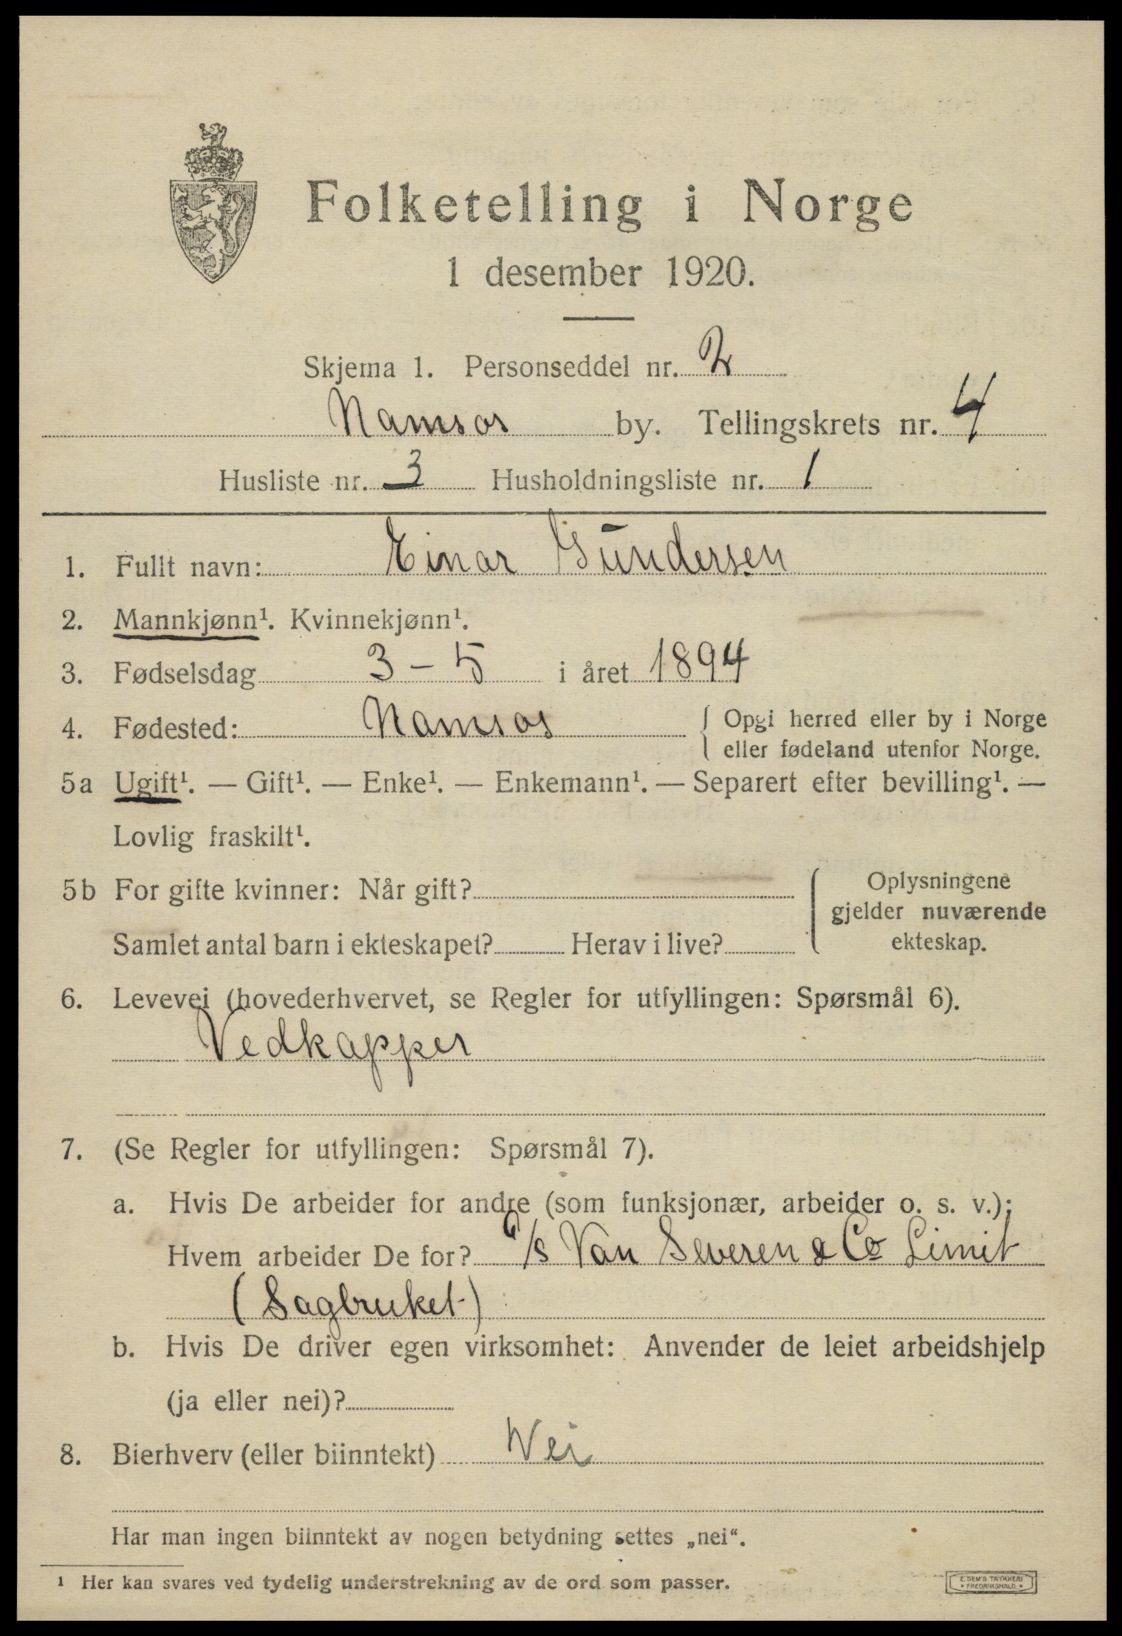 Folketelling i Norge
1 desember 1920.
Skjema 1. Personseddel nr. 2
Namsos by. Tellingskrets nr. 4
Husliste nr. 3 Husholdningsliste nr. 1
1. Fullt navn: Einar Gundersen
2. Mannkjønn¹. Kvinnekjønn¹.
3. Fødselsdag 3-5 i året 1894
4. Fødested: Namsos { Opgi herred eller by i Norge
eller fødeland utenfor Norge.
5a Ugift¹. — Gift¹. — Enke¹. — Enkemann¹. — Separert efter bevilling¹. —
Lovlig fraskilt¹.
5b For gifte kvinner: Når gift? { Oplysningene
gjelder nuværende
Samlet antal barn i ekteskapet? Herav i live? ekteskap.
6. Levevei (hovederhvervet, se Regler for utfyllingen: Spørsmål 6).
Vedkapper
7. (Se Regler for utfyllingen: Spørsmål 7).
a. Hvis De arbeider for andre (som funksjonær, arbeider o. s. v.):
Hvem arbeider De for? A/s Van Severen & Co Limit
(Sagbruket)
b. Hvis De driver egen virksomhet: Anvender de leiet arbeidshjelp
(ja eller nei)?
8. Bierhverv (eller biinntekt) Nei
Har man ingen biinntekt av nogen betydning settes „nei“.
¹ Her kan svares ved tydelig understrekning av de ord som passer.
E. SEM'S TRYKKERI
FREDRIKSHALD